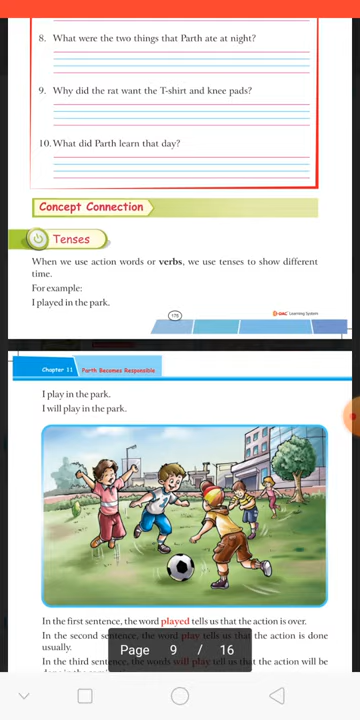 8. What were the two things that Parth ate at night?
9. Why did the rat want the T-shirt and knee pads?
10. What did Parth learn that day?
Concept Connection
Tenses
When we use action words or verbs, we use tenses to show different
time.
For example:
I played in the park.
Learning System
Chapter 11 Parth Becomes Responsible
I play in the park.
I will play in the park.
In the first sentence, the word played tells us that the action is over.
In the second sentence, the word play tells us that the action is done
usually.
In the third sentence, the words will play tell us that the action will be
Page 9 / 16